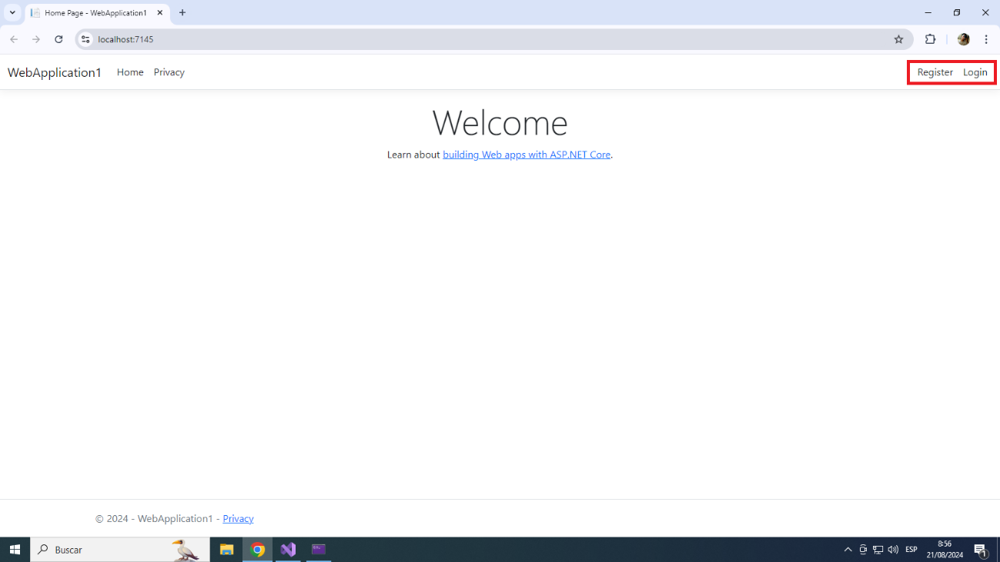 Home Page - WebApplication1
localhost:7145
WebApplication1 Home Privacy Register Login
Welcome
Learn about building Web apps with ASP.NET Core.
© 2024 - WebApplication1 - Privacy
Buscar
ESP
8:56
21/08/2024
1